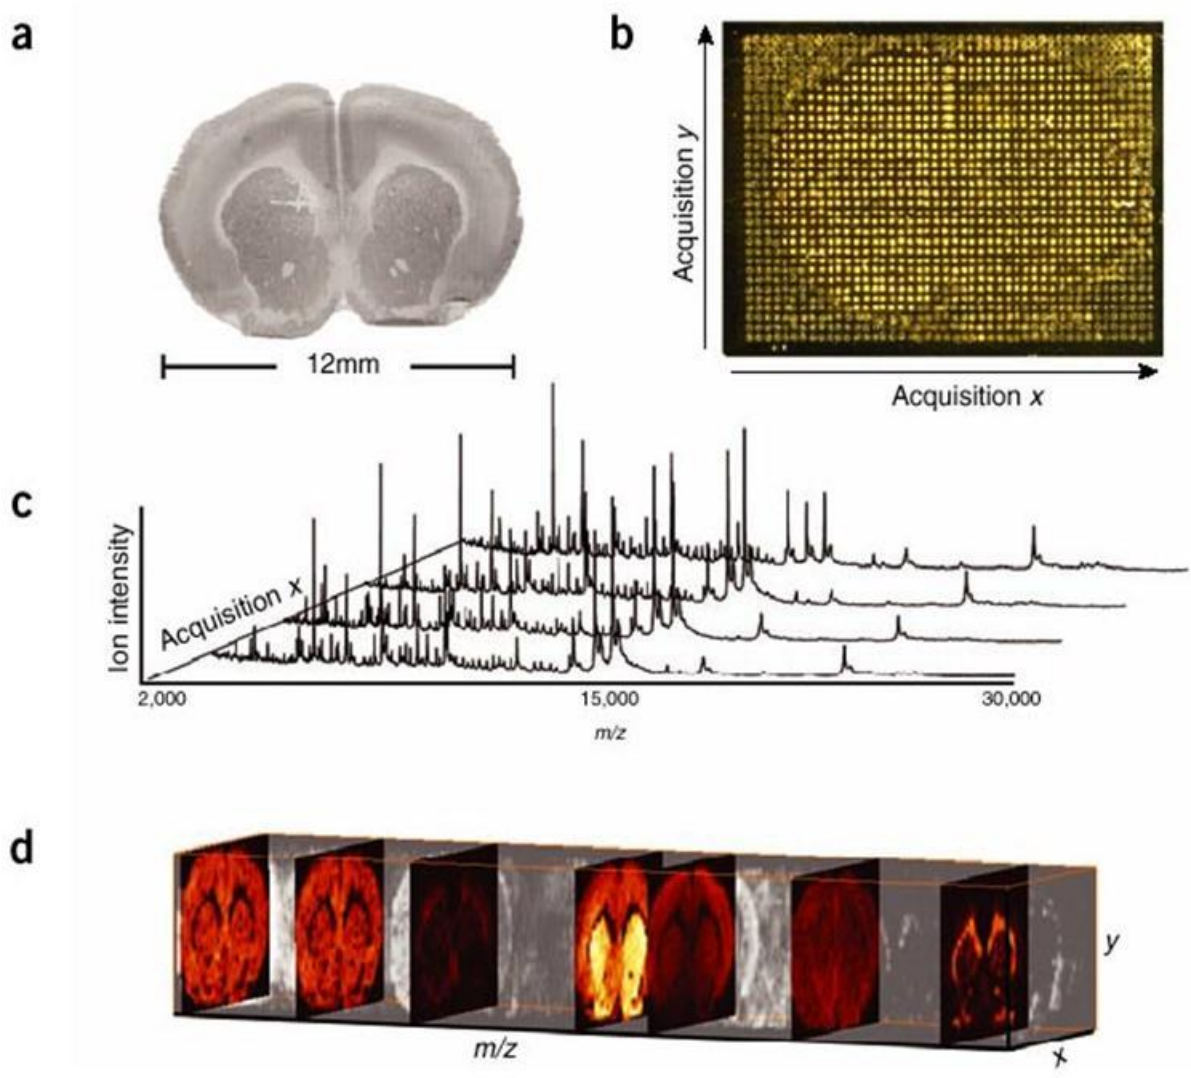 a
b
Acquisition y
12mm
Acquisition x
c
Ion intensity
Acquisition x
2,000
15,000
30,000
m/z
d
y
m/z
x